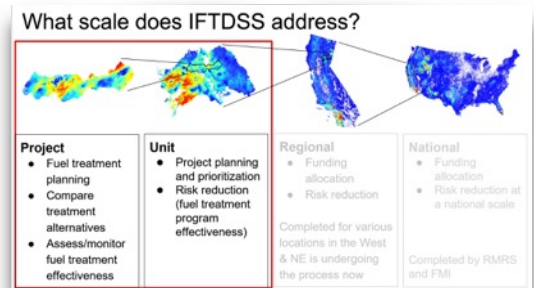 What scale does IFTDSS address?
Project
● Fuel treatment
planning
● Compare
treatment
alternatives
● Assess/monitor
fuel treatment
effectiveness
Unit
● Project planning
and prioritization
● Risk reduction
(fuel treatment
program
effectiveness)
Regional
● Funding
allocation
● Risk reduction
Completed for various
locations in the West
& NE is undergoing
the process now
National
● Funding
allocation
● Risk reduction at
a national scale
Completed by RMRS
and FMI